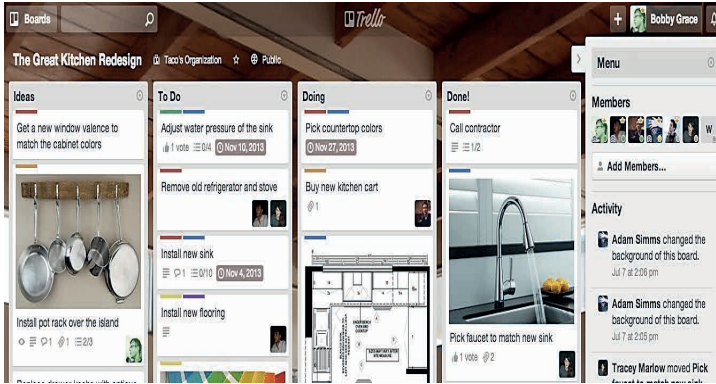 Boards
Trello
+
Bobby Grace
The Great Kitchen Redesign
Taco's Organization
Public
Menu
Ideas
Get a new window valence to
match the cabinet colors
Install pot rack over the island
1
1
2/3
To Do
Adjust water pressure of the sink
1 vote
0/4
Nov 10, 2013
Remove old refrigerator and stove
Install new sink
1
0/10
Nov 4, 2013
Install new flooring
Doing
Pick countertop colors
Nov 27, 2013
Buy new kitchen cart
1
Done!
Call contractor
1/2
Pick faucet to match new sink
1 vote
2
Members
W
Add Members...
Activity
Adam Simms changed the
background of this board.
Jul 7 at 2:06 pm
Adam Simms changed the
background of this board.
Jul 7 at 2:05 pm
Tracey Marlow moved Pick
faucet to match new sink